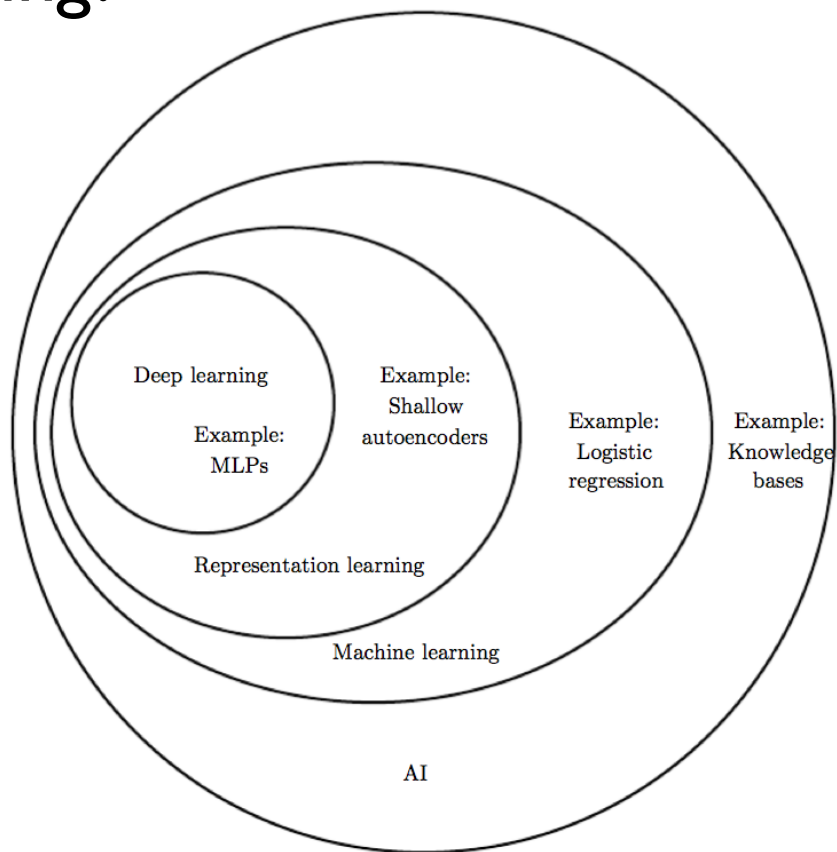 Deep learning
Example:
MLPs
Example:
Shallow
autoencoders
Example:
Logistic
regression
Example:
Knowledge
bases
Representation learning
Machine learning
AI